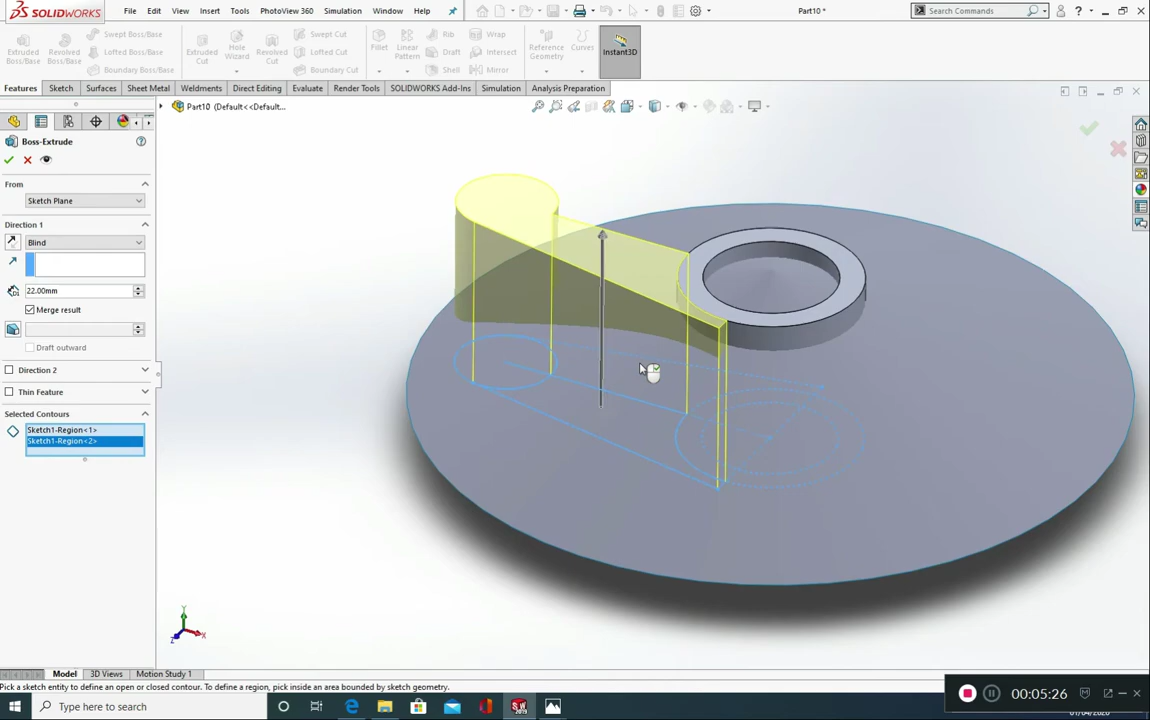 SOLIDWORKS File Edit View Insert Tools Simulation PhotoView 360 Window Help Part10 * Search Commands
Extruded Boss/Base
Revolved Boss/Base
Swept Boss/Base
Lofted Boss/Base
Boundary Boss/Base
Extruded Cut
Hole Wizard
Revolved Cut
Swept Cut
Lofted Cut
Boundary Cut
Fillet
Linear Pattern
Rib
Draft
Shell
Wrap
Intersect
Mirror
Reference Geometry
Curves
Instant3D
Features Sketch Surfaces Sheet Metal Weldments Direct Editing Evaluate Render Tools SOLIDWORKS Add-Ins Simulation Analysis Preparation
Part10 (Default<<Default...
Boss-Extrude
From
Sketch Plane
Direction 1
Blind
22.00mm
Merge result
Draft outward
Direction 2
Thin Feature
Selected Contours
Sketch1-Region<1>
Sketch1-Region<2>
Y
X
Z
Model 3D Views Motion Study 1
Pick a sketch entity to define an open or closed contour. To define a region, pick inside an area bounded by sketch geometry.
Type here to search
00:05:26